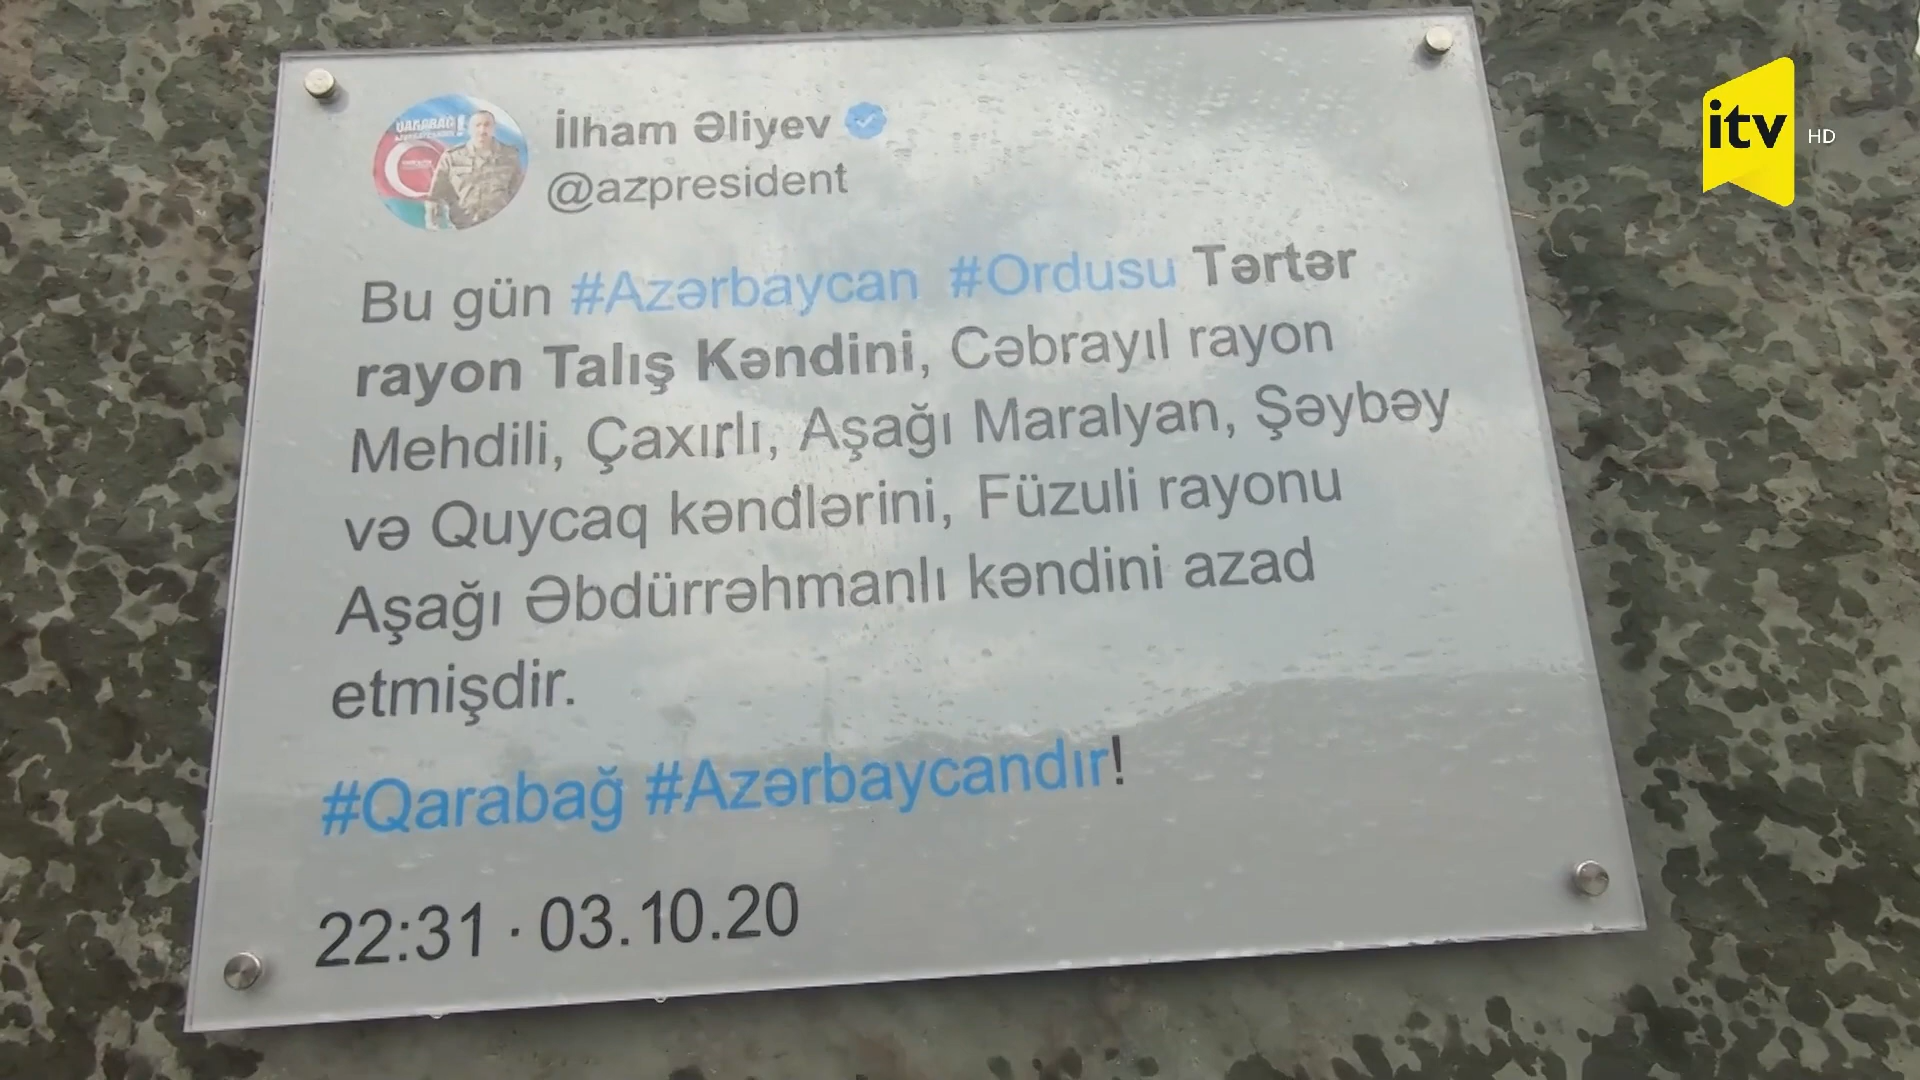 İlham Əliyev
@azpresident
Bu gün #Azərbaycan #Ordusu Tərtər
rayon Talış Kəndini, Cəbrayıl rayon
Mehdili, Çaxırlı, Aşağı Maralyan, Şəybəy
və Quycaq kəndlərini, Füzuli rayonu
Aşağı Əbdürrəhmanlı kəndini azad
etmişdir.
#Qarabağ #Azərbaycandır!
22:31 · 03.10.20
itv HD